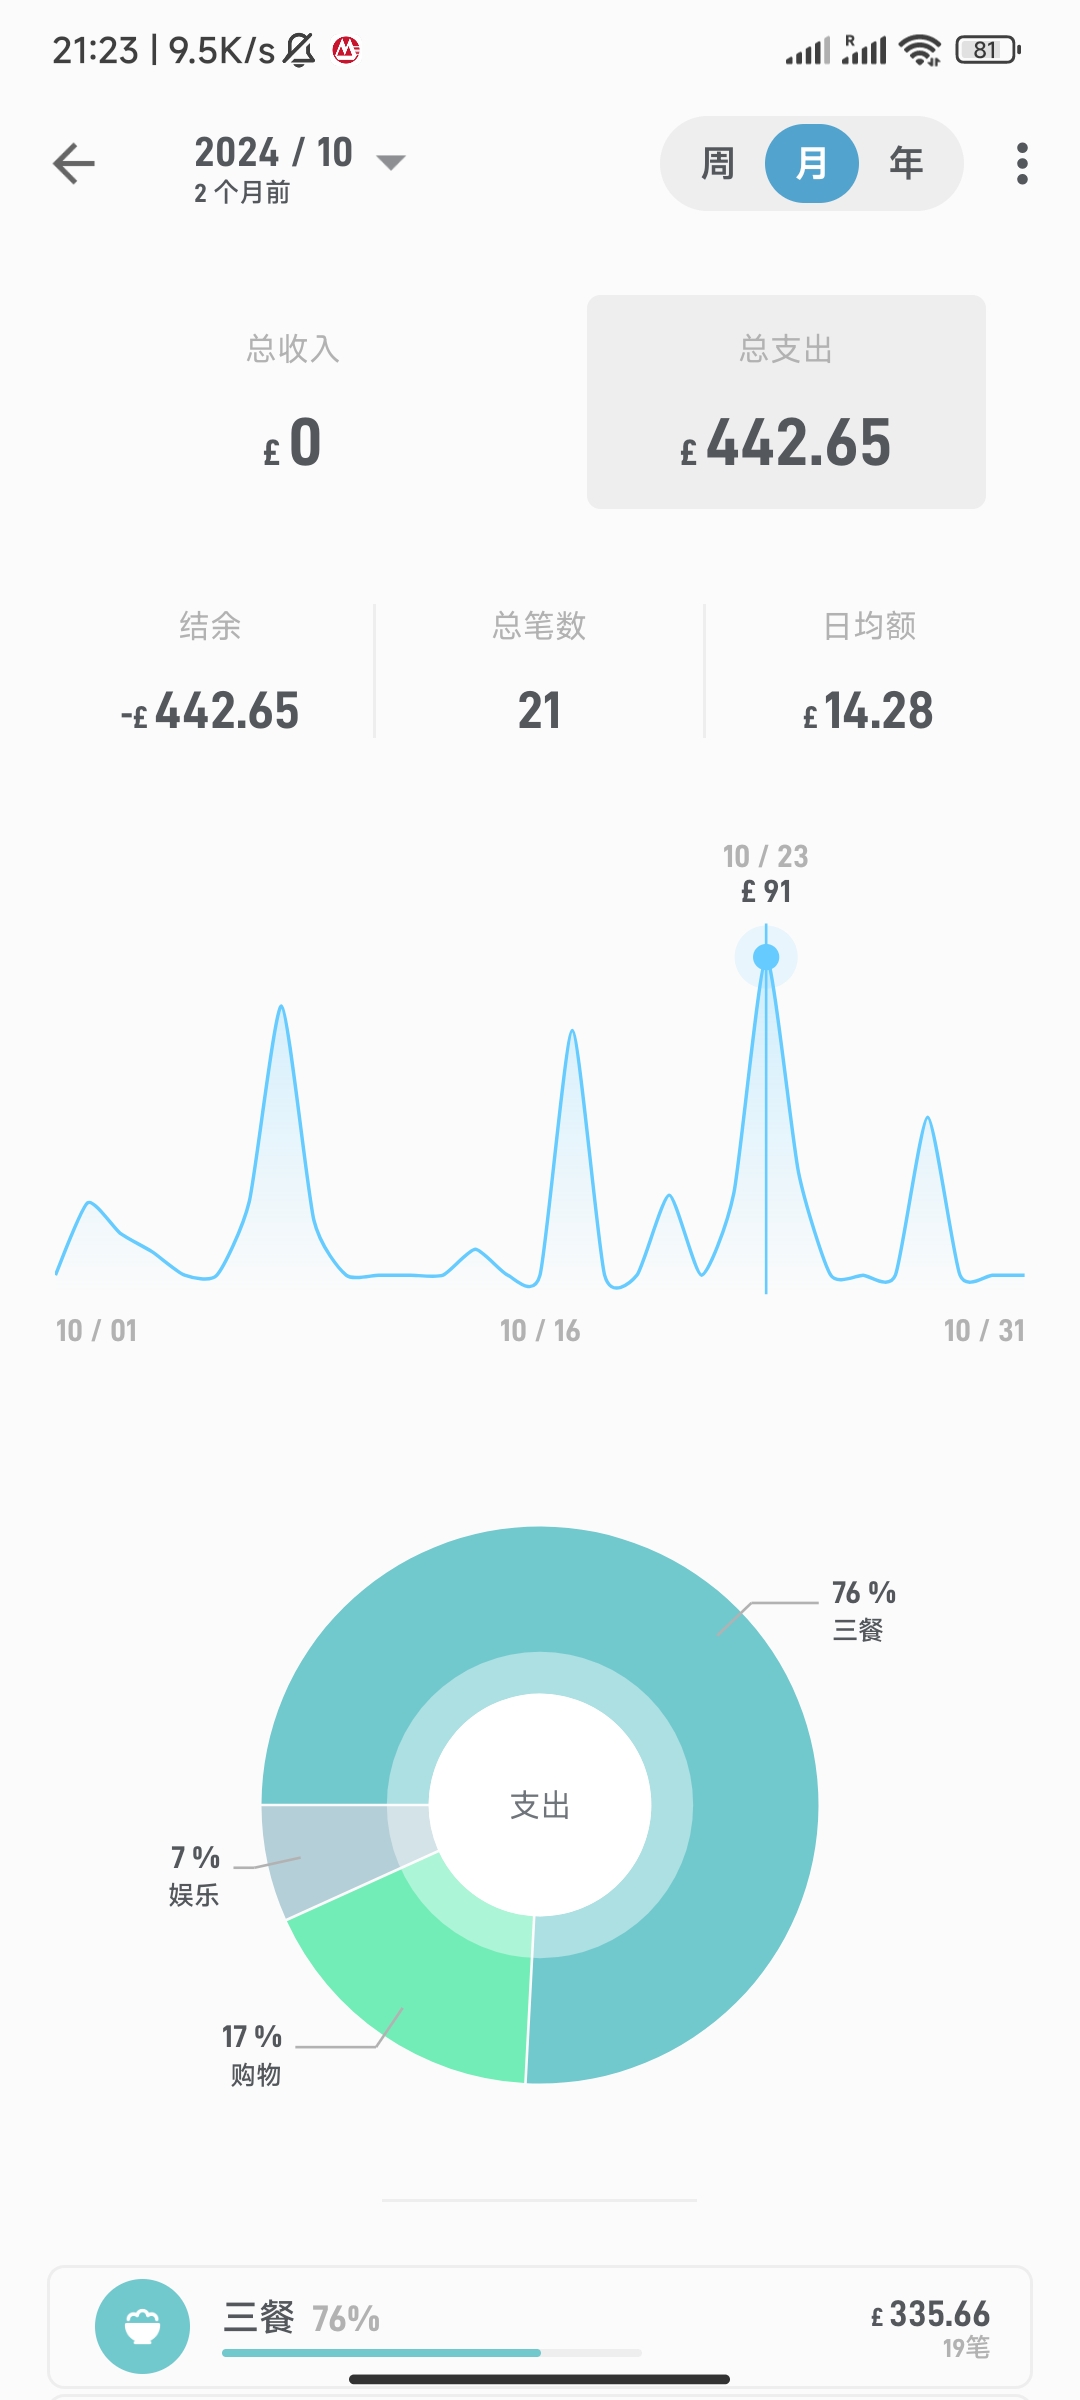 21:23 | 9.5K/s
R
81
2024 / 10
2 个月前
周 月 年
总收入
£ 0
总支出
£ 442.65
结余
-£ 442.65
总笔数
21
日均额
£ 14.28
10 / 23
£ 91
10 / 01
10 / 16
10 / 31
76 %
三餐
支出
7 %
娱乐
17 %
购物
三餐 76%
£ 335.66
19笔